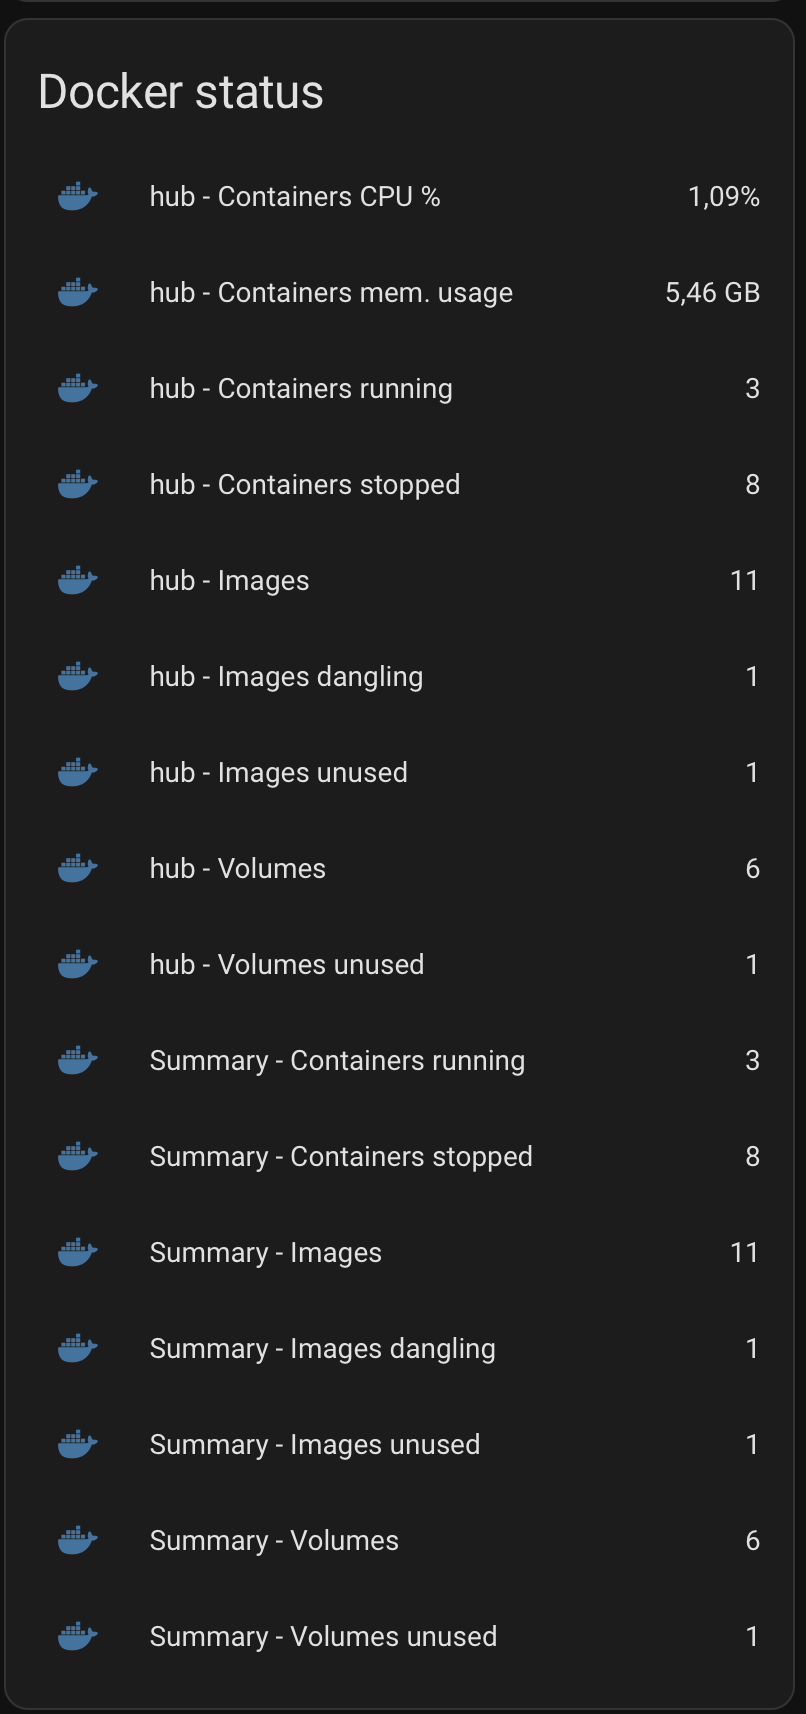 Docker status
hub - Containers CPU % 1,09%
hub - Containers mem. usage 5,46 GB
hub - Containers running 3
hub - Containers stopped 8
hub - Images 11
hub - Images dangling 1
hub - Images unused 1
hub - Volumes 6
hub - Volumes unused 1
Summary - Containers running 3
Summary - Containers stopped 8
Summary - Images 11
Summary - Images dangling 1
Summary - Images unused 1
Summary - Volumes 6
Summary - Volumes unused 1